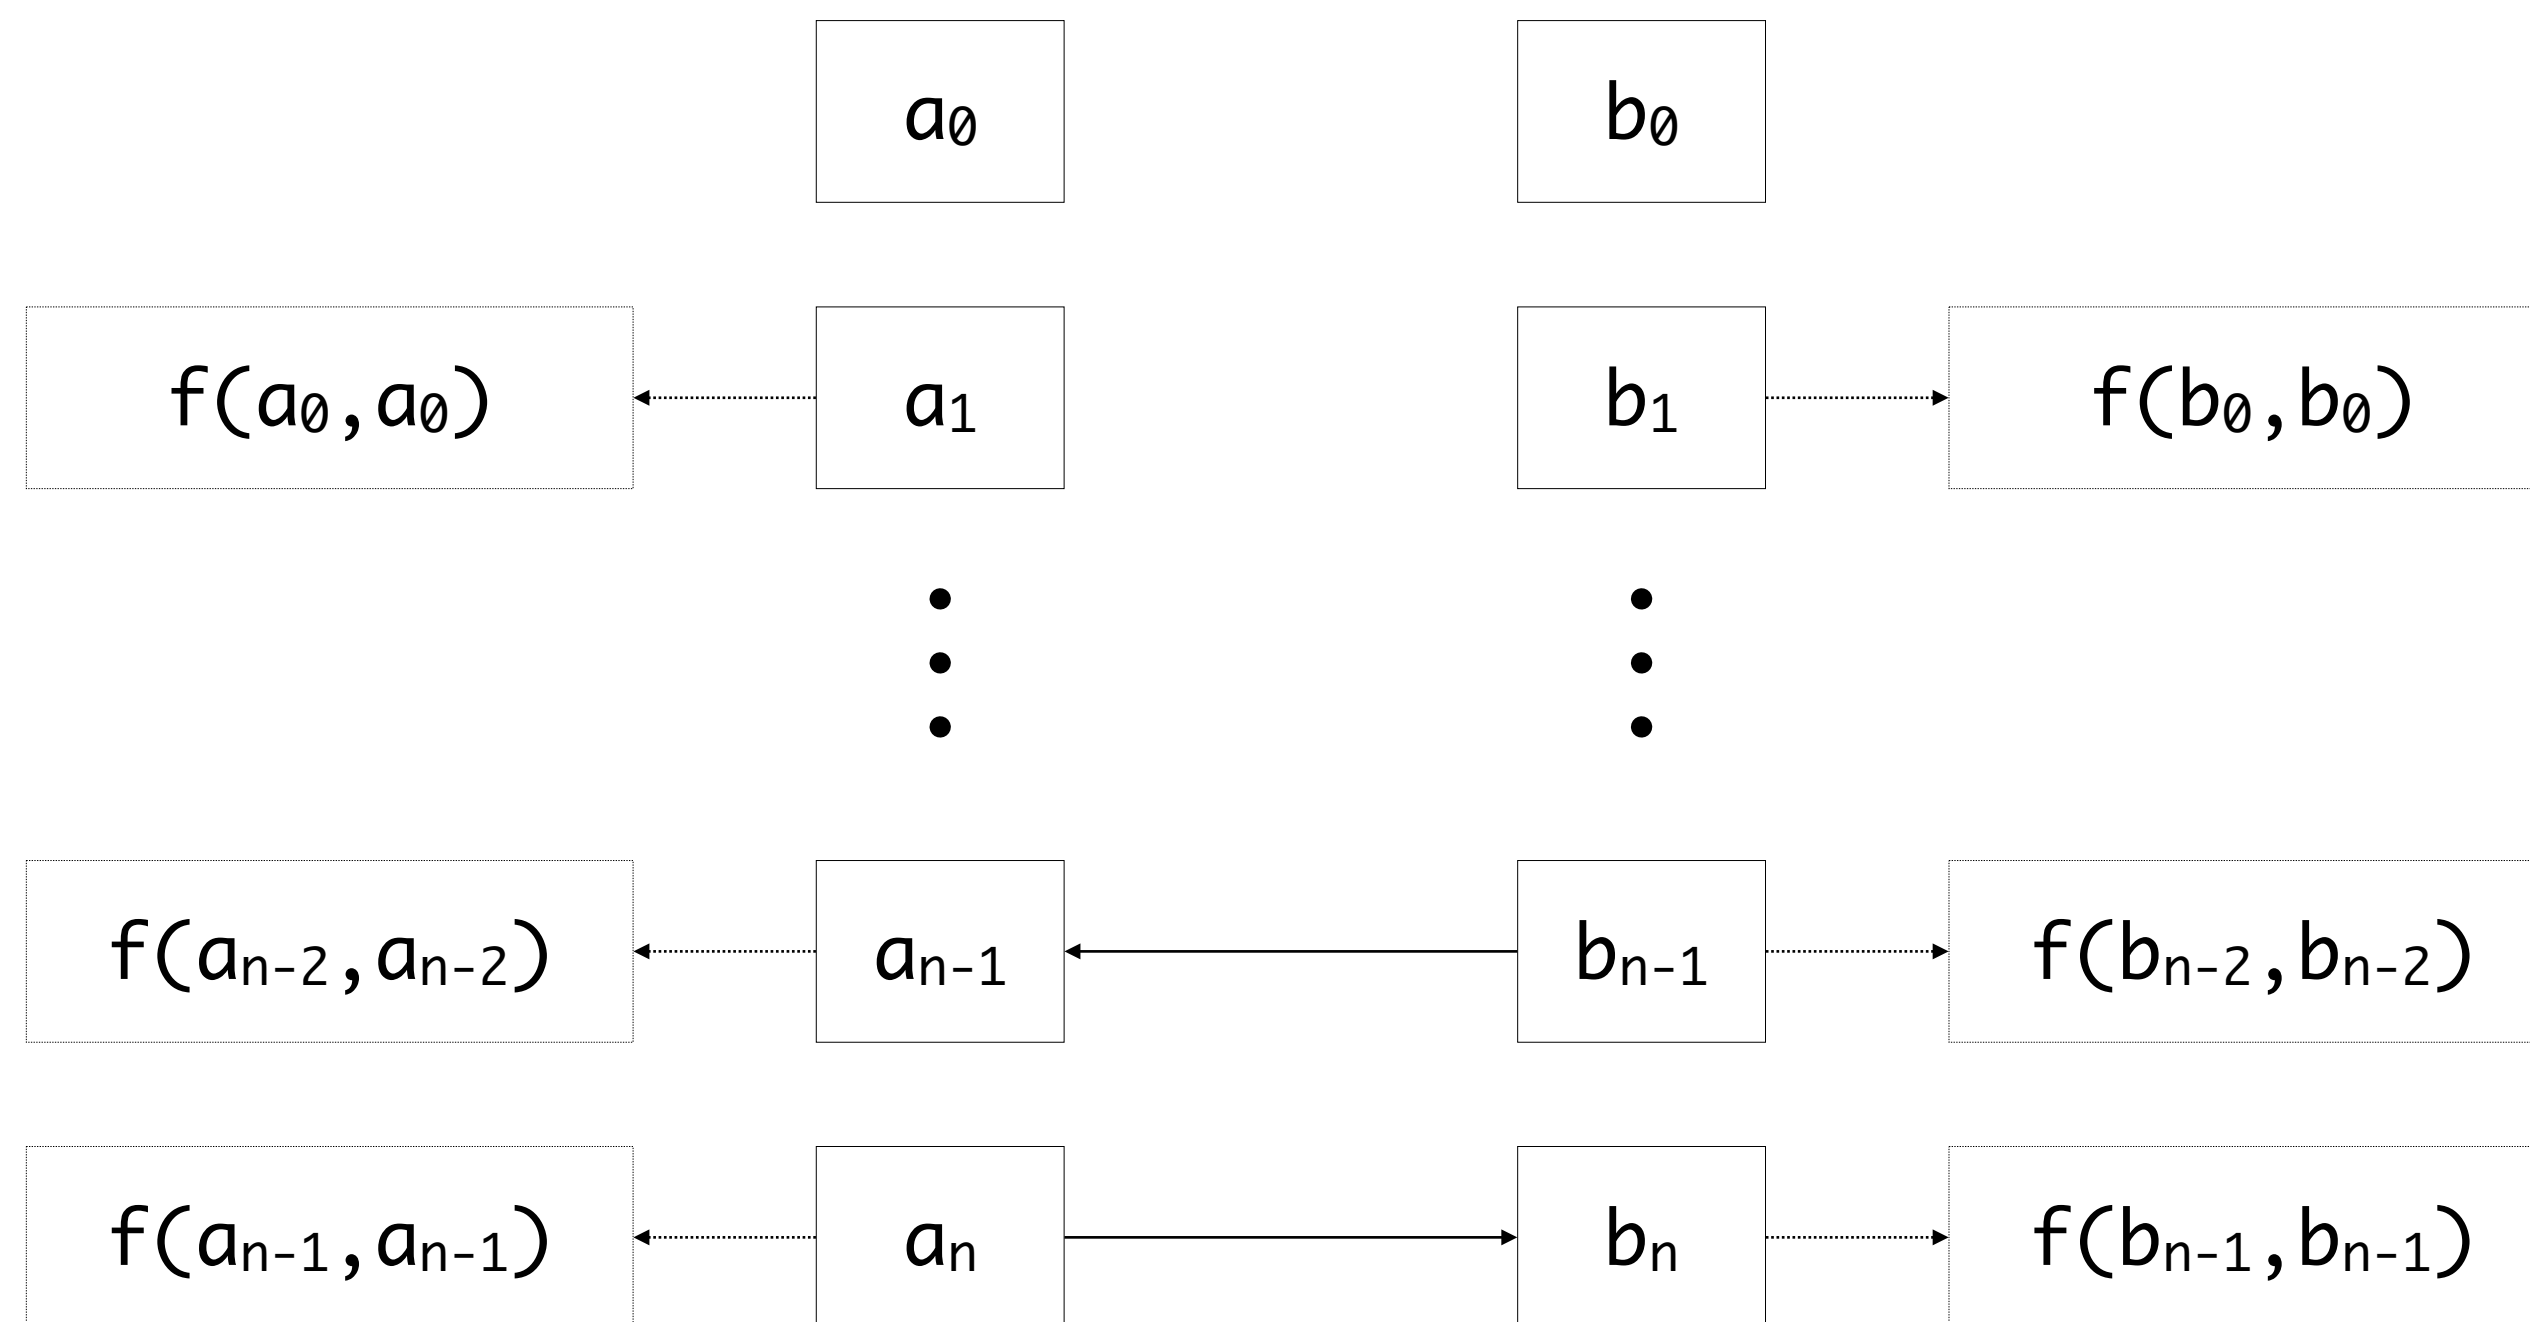 a₀ b₀
f(a₀,a₀) a₁ b₁ f(b₀,b₀)
f(aₙ₋₂,aₙ₋₂) aₙ₋₁ bₙ₋₁ f(bₙ₋₂,bₙ₋₂)
f(aₙ₋₁,aₙ₋₁) aₙ bₙ f(bₙ₋₁,bₙ₋₁)